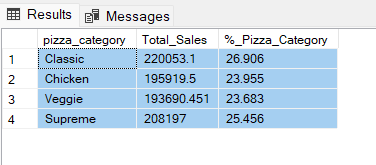 Results Messages
pizza_category Total_Sales %_Pizza_Category
1 Classic 220053.1 26.906
2 Chicken 195919.5 23.955
3 Veggie 193690.451 23.683
4 Supreme 208197 25.456